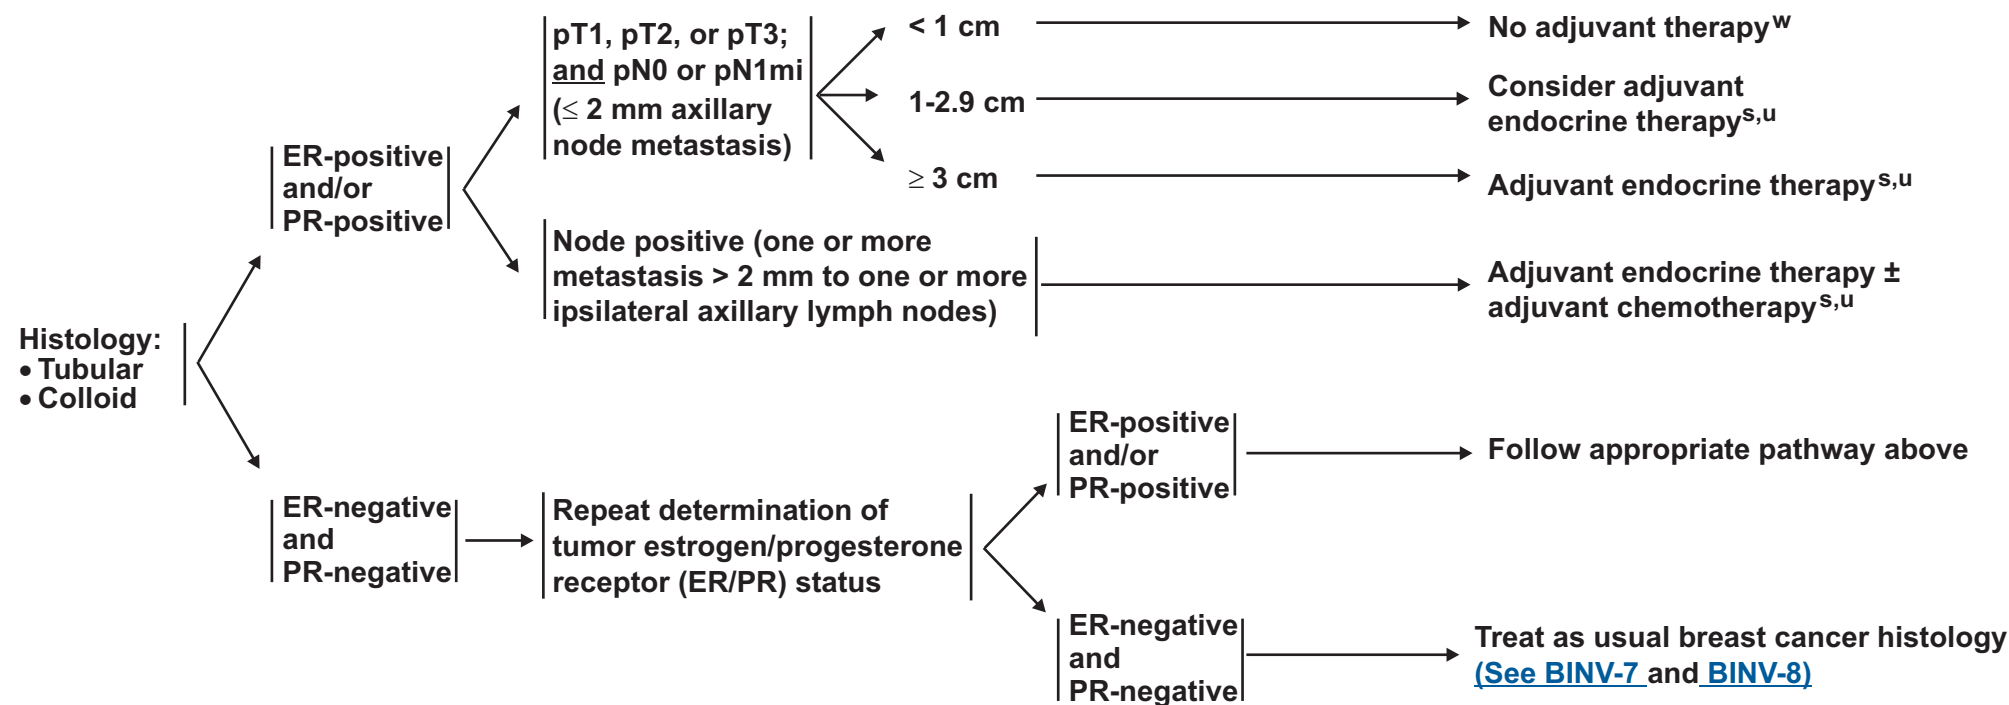 Histology:
• Tubular
• Colloid
ER-positive
and/or
PR-positive
pT1, pT2, or pT3;
and pN0 or pN1mi
(≤ 2 mm axillary
node metastasis)
< 1 cm
No adjuvant therapyʷ
1-2.9 cm
Consider adjuvant
endocrine therapyˢ,ᵘ
≥ 3 cm
Adjuvant endocrine therapyˢ,ᵘ
Node positive (one or more
metastasis > 2 mm to one or more
ipsilateral axillary lymph nodes)
Adjuvant endocrine therapy ±
adjuvant chemotherapyˢ,ᵘ
ER-negative
and
PR-negative
Repeat determination of
tumor estrogen/progesterone
receptor (ER/PR) status
ER-positive
and/or
PR-positive
Follow appropriate pathway above
ER-negative
and
PR-negative
Treat as usual breast cancer histology
(See BINV-7 and BINV-8)